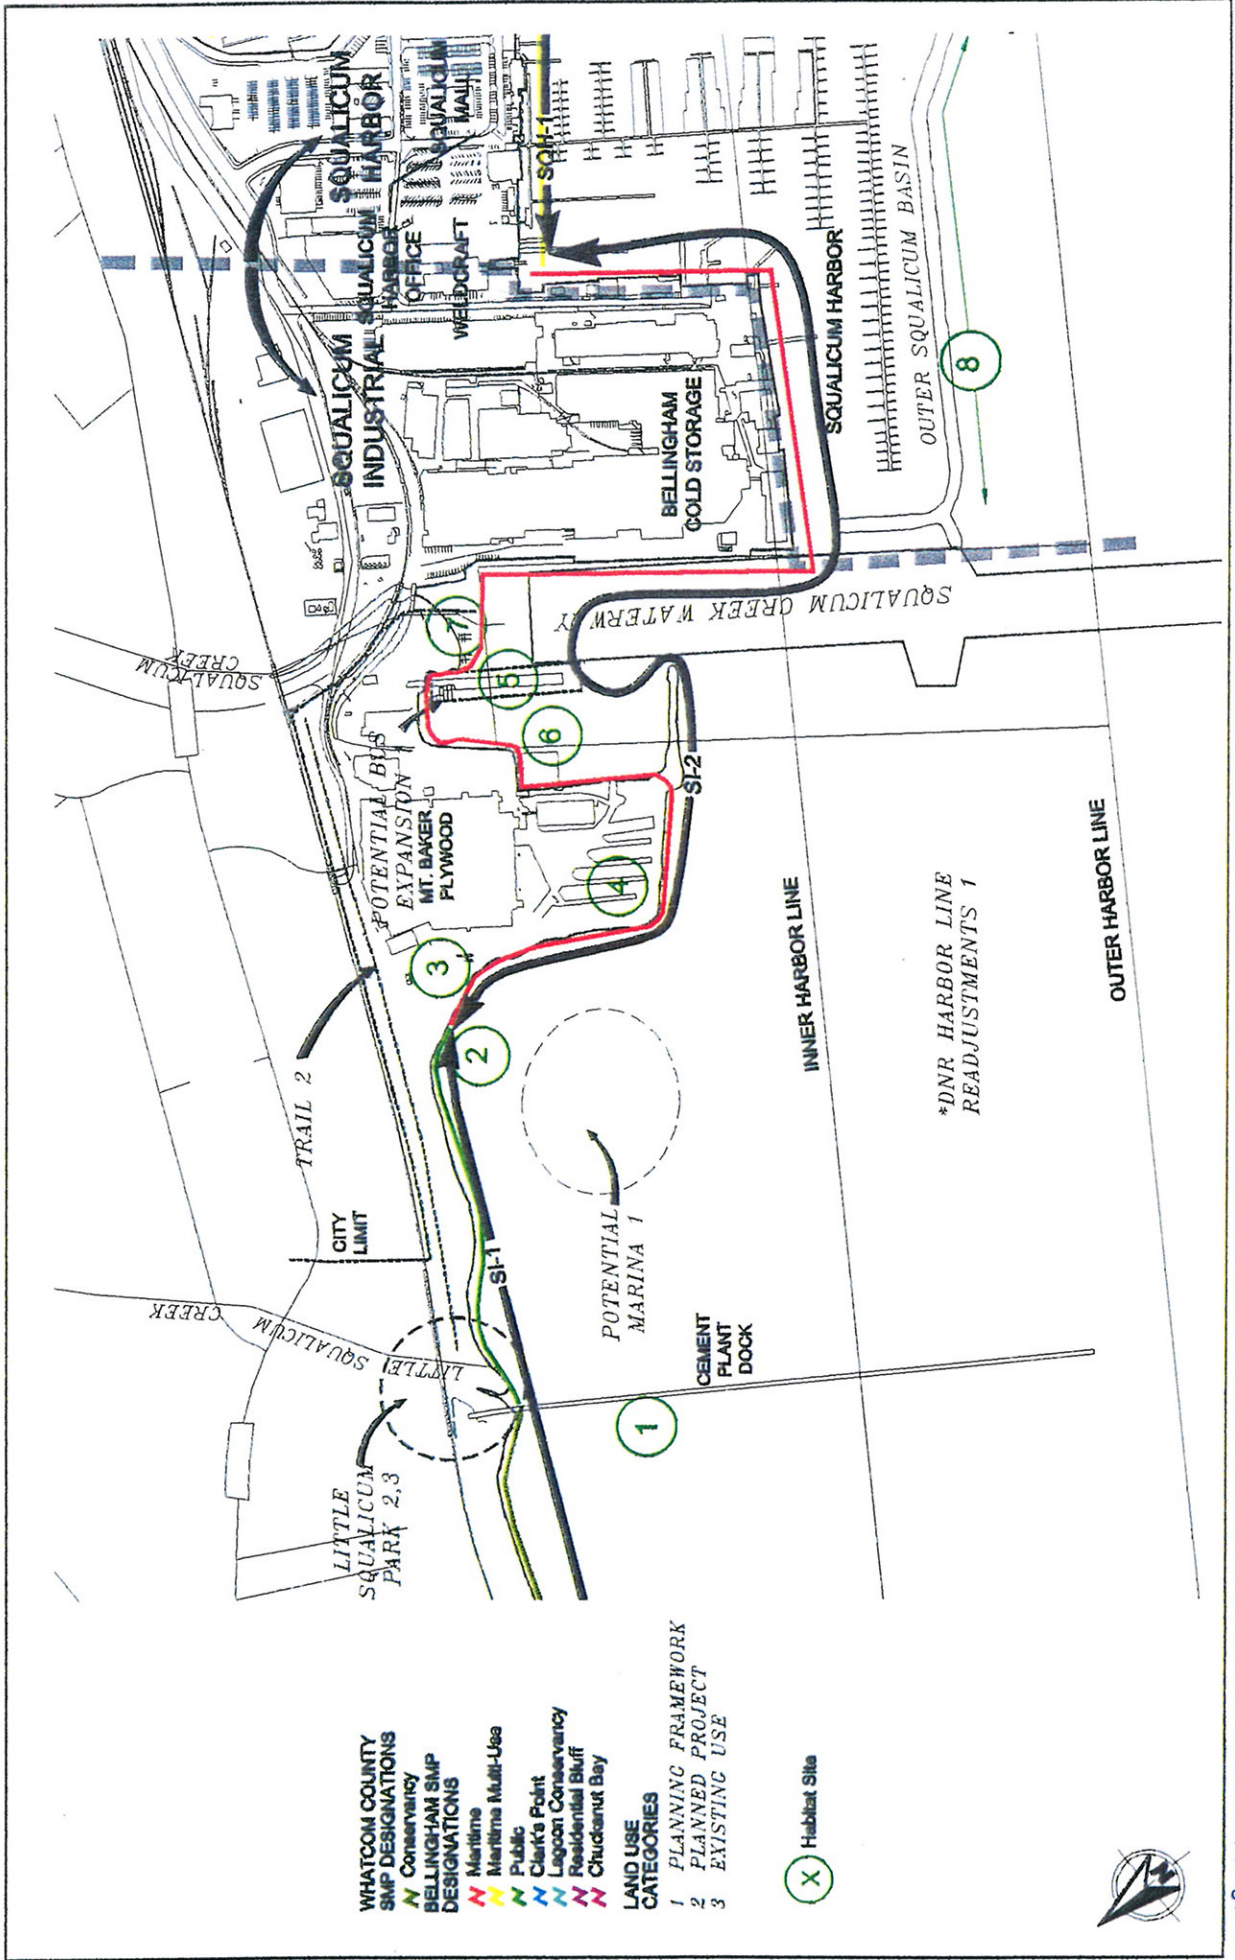 SQUALICUM
HARBOR
SQUALICUM
INDUSTRIAL
SQUALICUM
HARBOR
OFFICE
SQUALICUM
MALL
WELDCRAFT
SQH-1
BELLINGHAM
COLD STORAGE
SQUALICUM HARBOR
OUTER SQUALICUM BASIN
8
SQUALICUM
CREEK
SQUALICUM CREEK WATERWAY
7
5
6
POTENTIAL BUS
EXPANSION
MT. BAKER
PLYWOOD
4
3
2
SI-2
TRAIL 2
CITY
LIMIT
SI-1
POTENTIAL
MARINA 1
INNER HARBOR LINE
*DNR HARBOR LINE
READJUSTMENTS 1
OUTER HARBOR LINE
LITTLE
SQUALICUM
CREEK
CEMENT
PLANT
DOCK
1
LITTLE
SQUALICUM
PARK 2,3
WHATCOM COUNTY
SMP DESIGNATIONS
Conservancy
BELLINGHAM SMP
DESIGNATIONS
Maritime
Maritime Multi-Use
Public
Clark's Point
Lagoon Conservancy
Residential Bluff
Chuckanut Bay
LAND USE
CATEGORIES
1 PLANNING FRAMEWORK
2 PLANNED PROJECT
3 EXISTING USE
X Habitat Site
N